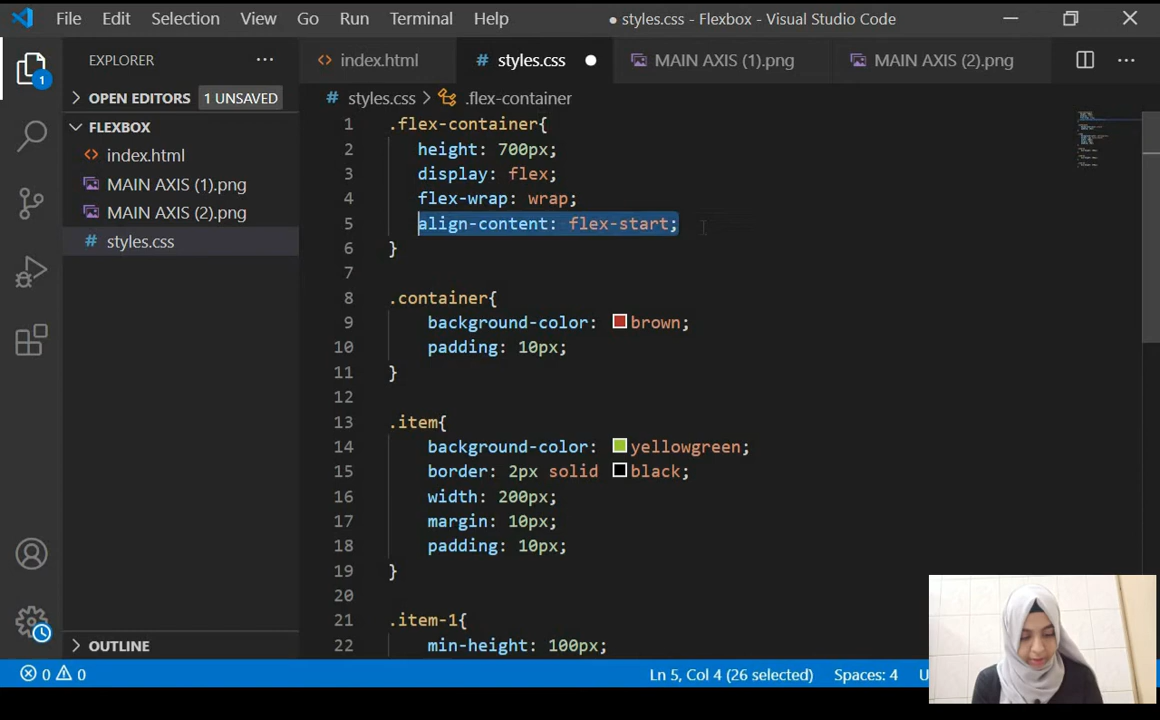 File Edit Selection View Go Run Terminal Help
● styles.css - Flexbox - Visual Studio Code
EXPLORER
OPEN EDITORS 1 UNSAVED
FLEXBOX
index.html
MAIN AXIS (1).png
MAIN AXIS (2).png
# styles.css
OUTLINE
1
index.html
# styles.css
MAIN AXIS (1).png
MAIN AXIS (2).png
# styles.css > .flex-container
1 .flex-container{
2 height: 700px;
3 display: flex;
4 flex-wrap: wrap;
5 align-content: flex-start;
6 }
7
8 .container{
9 background-color: brown;
10 padding: 10px;
11 }
12
13 .item{
14 background-color: yellowgreen;
15 border: 2px solid black;
16 width: 200px;
17 margin: 10px;
18 padding: 10px;
19 }
20
21 .item-1{
22 min-height: 100px;
0 0
Ln 5, Col 4 (26 selected) Spaces: 4